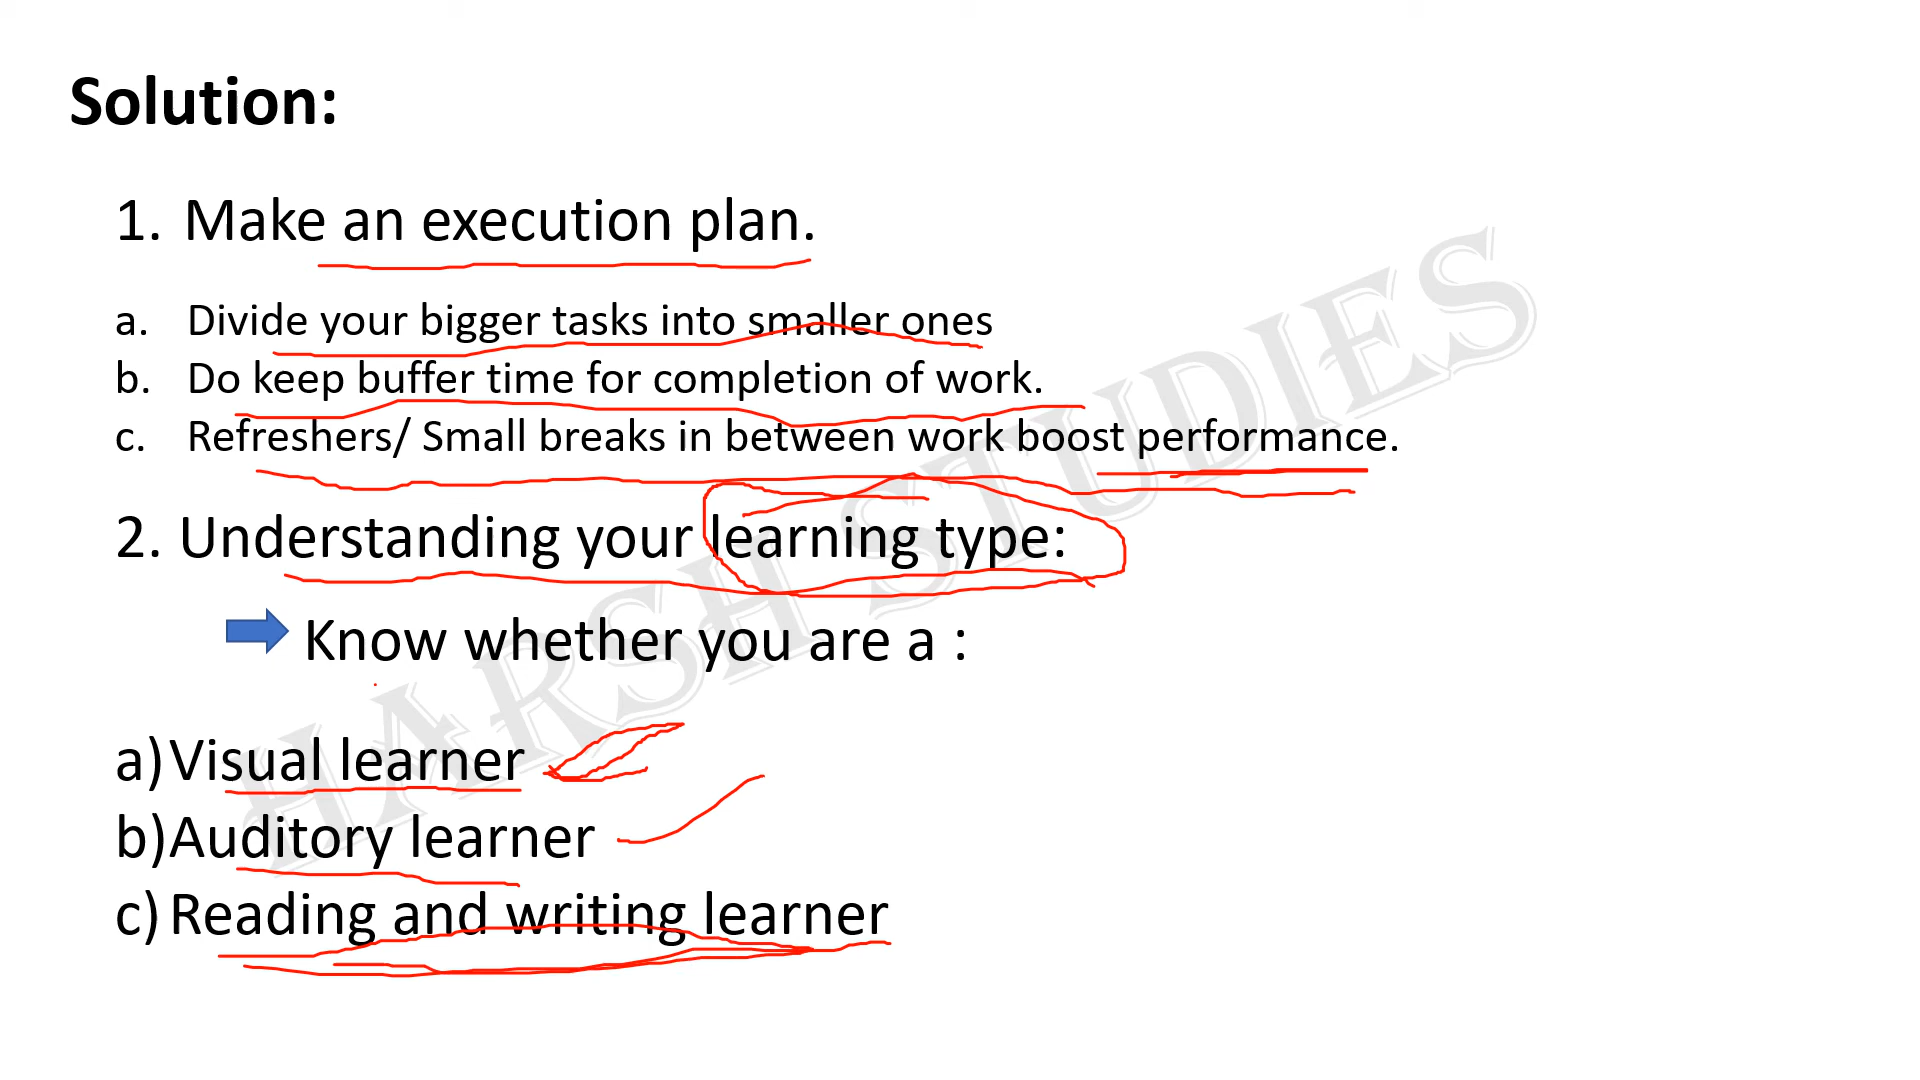 Solution:
1. Make an execution plan.
a. Divide your bigger tasks into smaller ones
b. Do keep buffer time for completion of work.
c. Refreshers/ Small breaks in between work boost performance.
2. Understanding your learning type:
Know whether you are a :
a) Visual learner
b) Auditory learner
c) Reading and writing learner
HARSH STUDIES